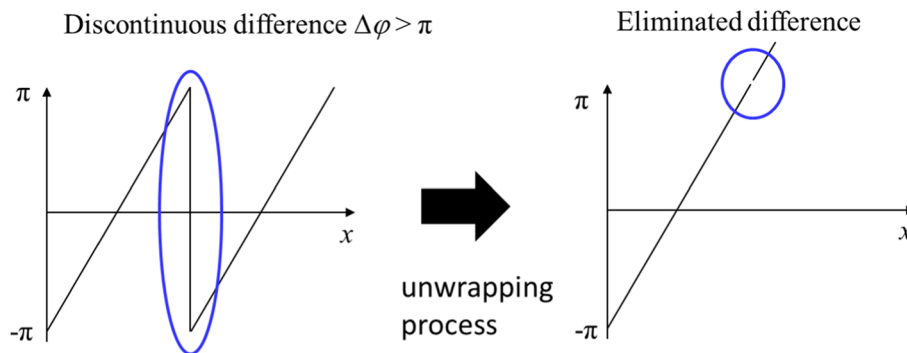 Discontinuous difference Δφ > π
π
-π
x
unwrapping
process
Eliminated difference
π
-π
x